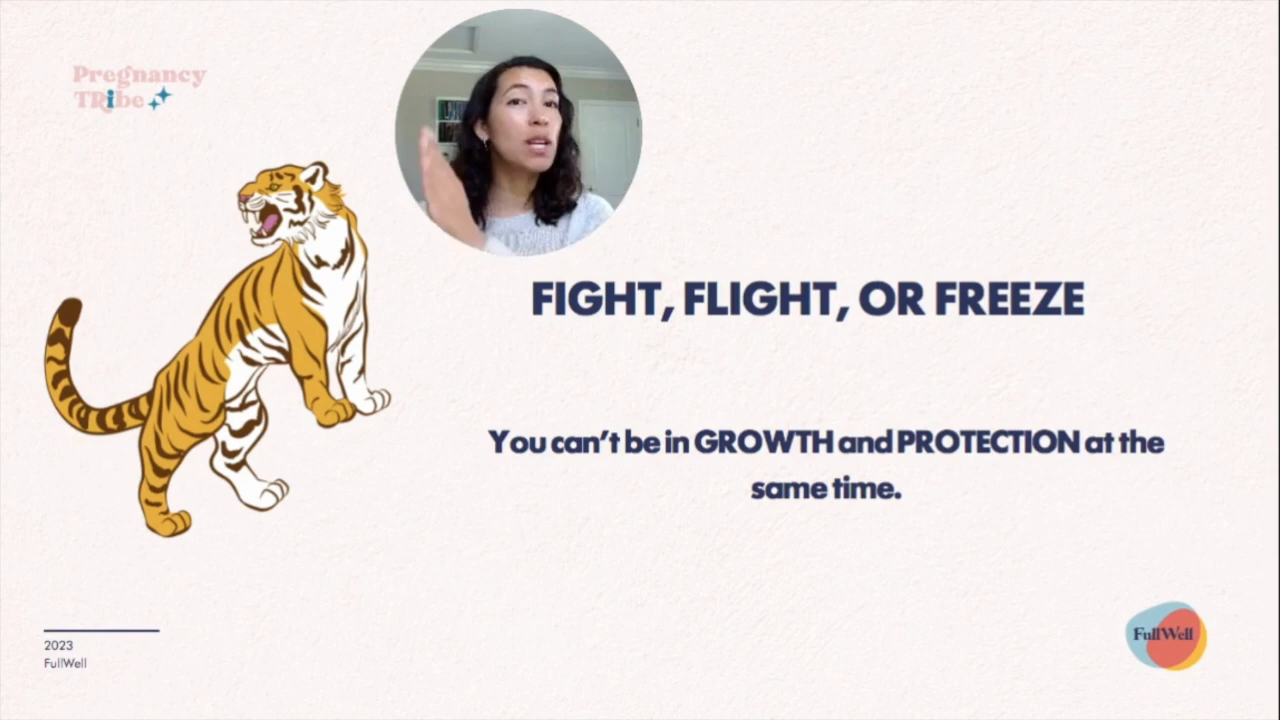 Pregnancy
TRibe
FIGHT, FLIGHT, OR FREEZE
You can't be in GROWTH and PROTECTION at the
same time.
2023
FullWell
FullWell